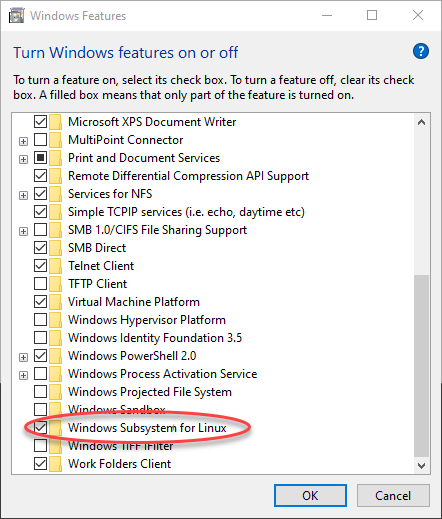 Windows Features
Turn Windows features on or off
To turn a feature on, select its check box. To turn a feature off, clear its check
box. A filled box means that only part of the feature is turned on.
Microsoft XPS Document Writer
MultiPoint Connector
Print and Document Services
Remote Differential Compression API Support
Services for NFS
Simple TCPIP services (i.e. echo, daytime etc)
SMB 1.0/CIFS File Sharing Support
SMB Direct
Telnet Client
TFTP Client
Virtual Machine Platform
Windows Hypervisor Platform
Windows Identity Foundation 3.5
Windows PowerShell 2.0
Windows Process Activation Service
Windows Projected File System
Windows Sandbox
Windows Subsystem for Linux
Windows TIFF IFilter
Work Folders Client
OK Cancel